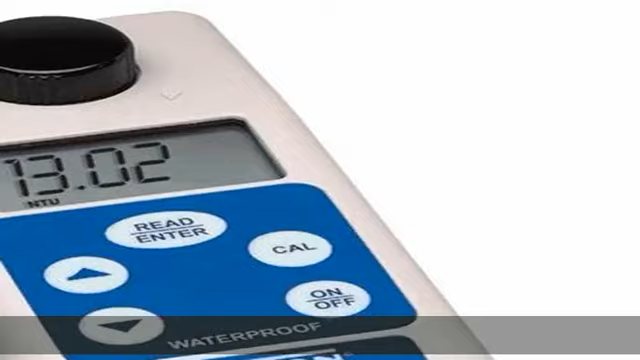 13.02
NTU
READ
ENTER
CAL
ON
OFF
WATERPROOF